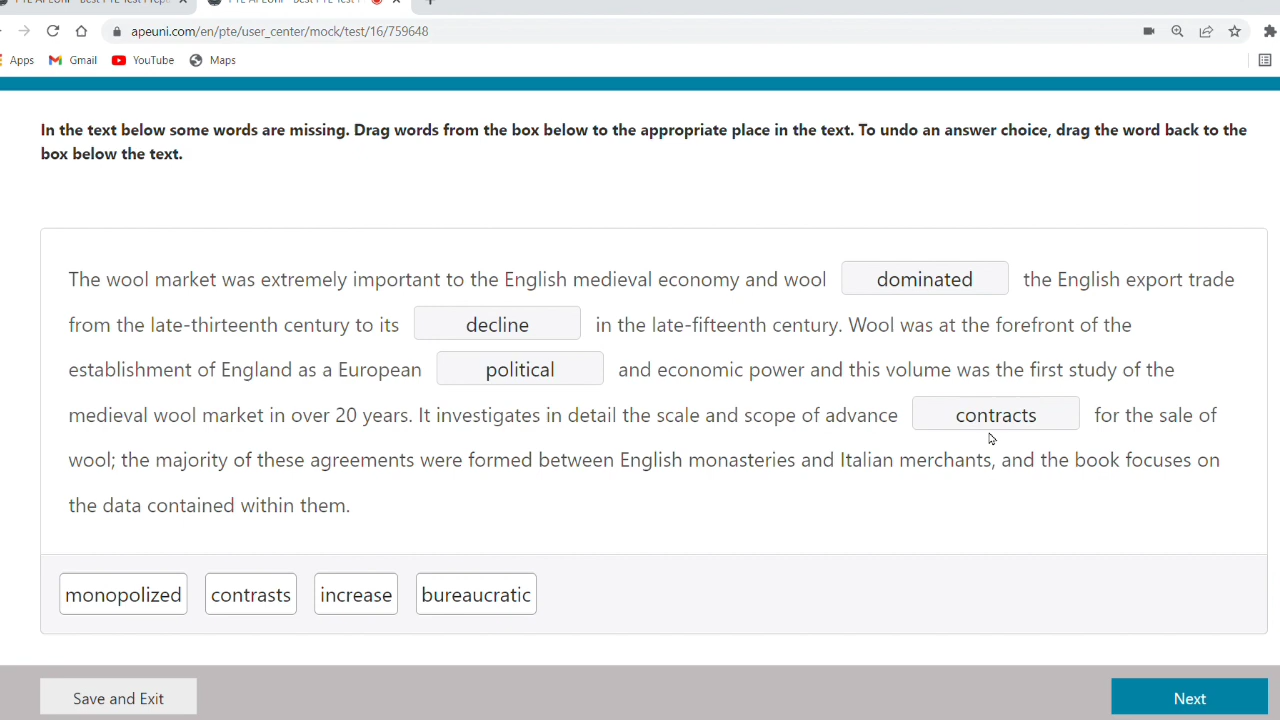 apeuni.com/en/pte/user_center/mock/test/16/759648
Apps Gmail YouTube Maps
In the text below some words are missing. Drag words from the box below to the appropriate place in the text. To undo an answer choice, drag the word back to the
box below the text.
The wool market was extremely important to the English medieval economy and wool dominated the English export trade
from the late-thirteenth century to its decline in the late-fifteenth century. Wool was at the forefront of the
establishment of England as a European political and economic power and this volume was the first study of the
medieval wool market in over 20 years. It investigates in detail the scale and scope of advance contracts for the sale of
wool; the majority of these agreements were formed between English monasteries and Italian merchants, and the book focuses on
the data contained within them.
monopolized contrasts increase bureaucratic
Save and Exit Next